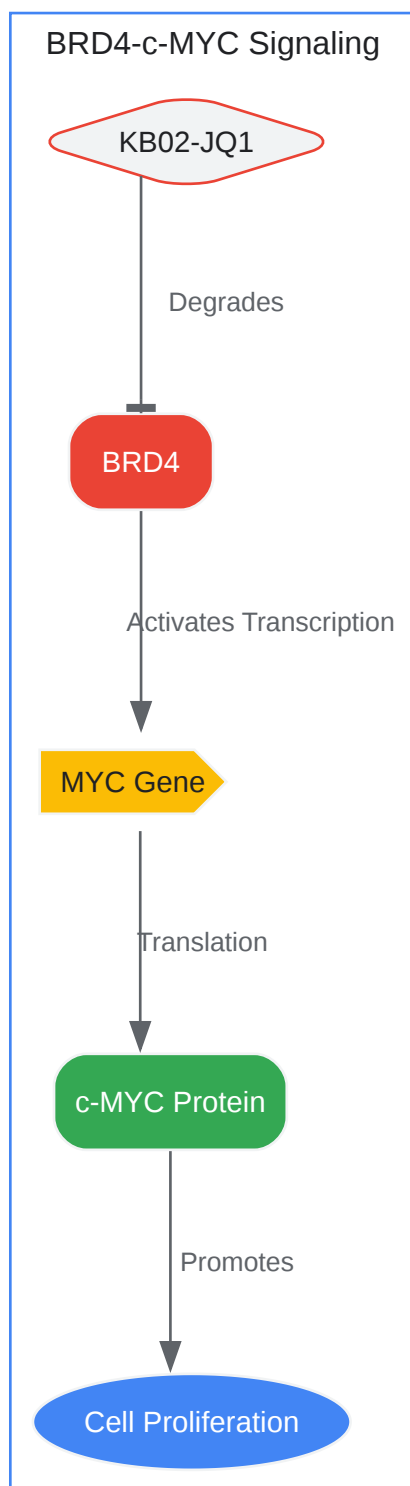 BRD4-c-MYC Signaling
KB02-JQ1
Degrades
BRD4
Activates Transcription
MYC Gene
Translation
c-MYC Protein
Promotes
Cell Proliferation